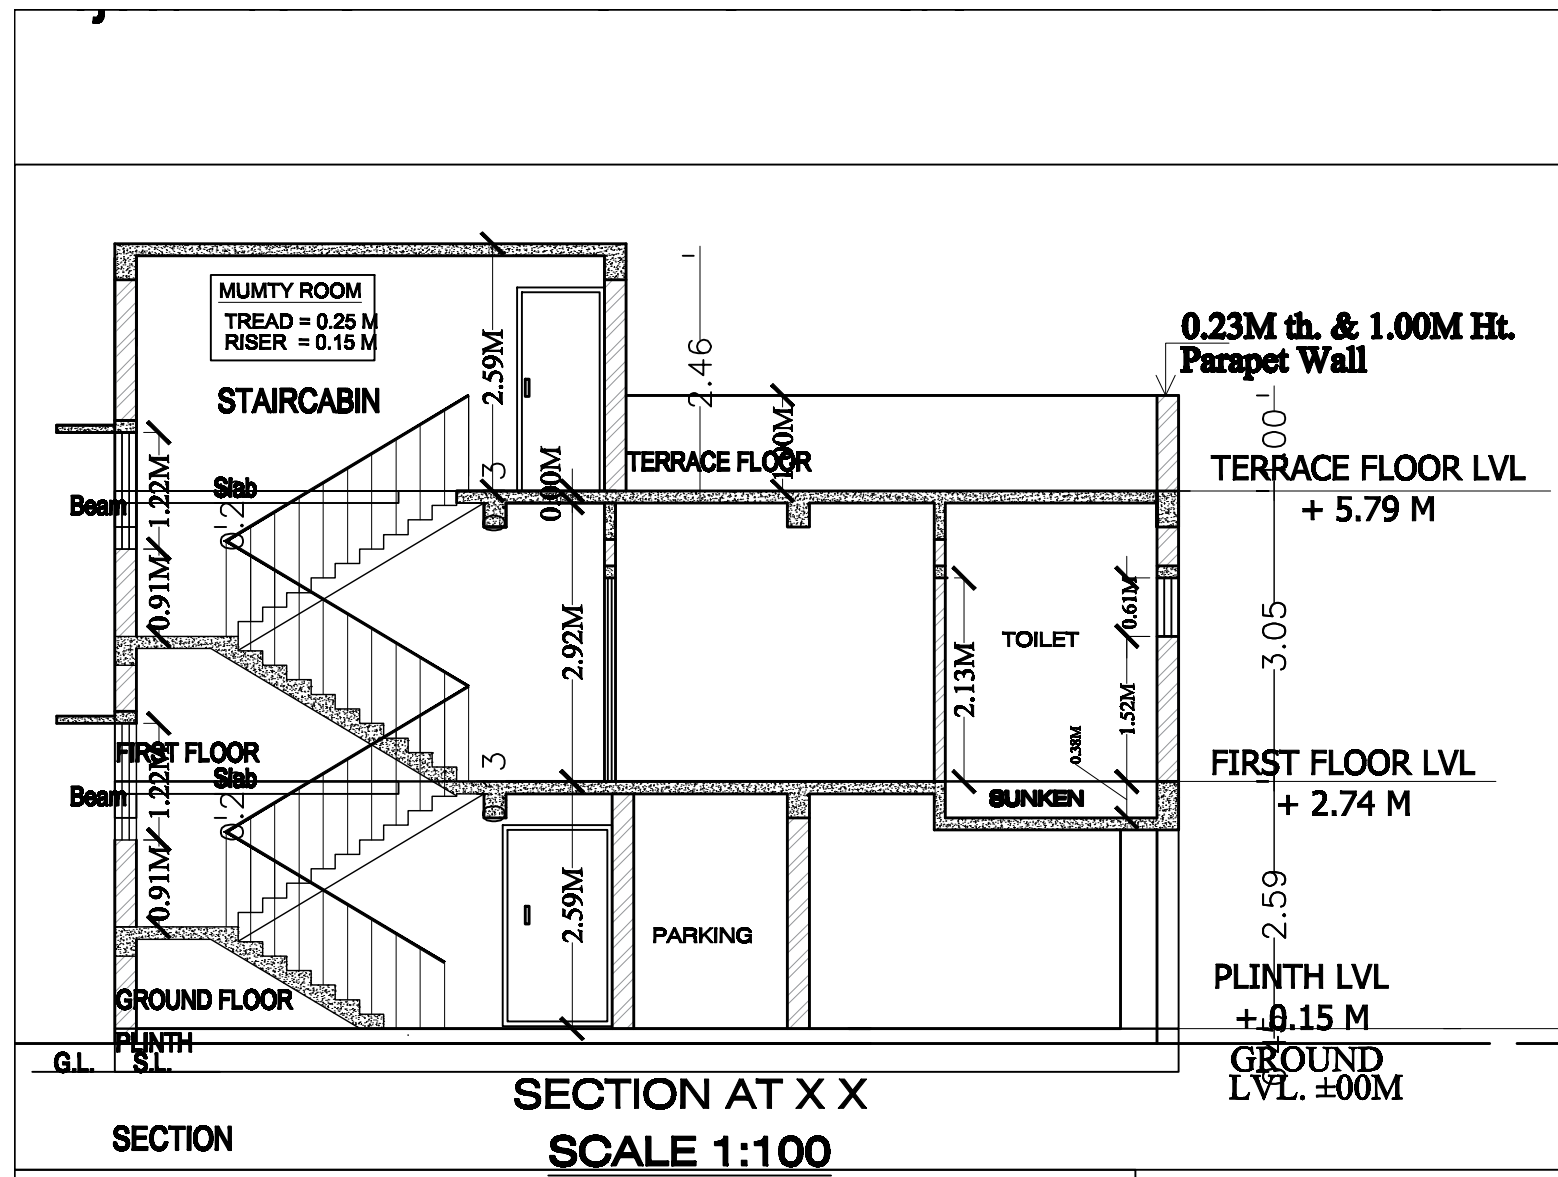 MUMTY ROOM
TREAD = 0.25 M
RISER = 0.15 M
STAIRCABIN
2.59M
2.46
0.23M th. & 1.00M Ht.
Parapet Wall
TERRACE FLOOR
TERRACE FLOOR LVL
+ 5.79 M
Slab
Beam
1.22M
0.91M
3
2.92M
2.13M
TOILET
0.61M
1.52M
0.38M
3.05
FIRST FLOOR
Slab
Beam
1.22M
0.91M
3
SUNKEN
FIRST FLOOR LVL
+ 2.74 M
2.59M
PARKING
2.59
GROUND FLOOR
PLINTH LVL
+ 0.15 M
PLINTH
G.L.
S.L.
GROUND
LVL. ±00M
SECTION AT X X
SECTION
SCALE 1:100